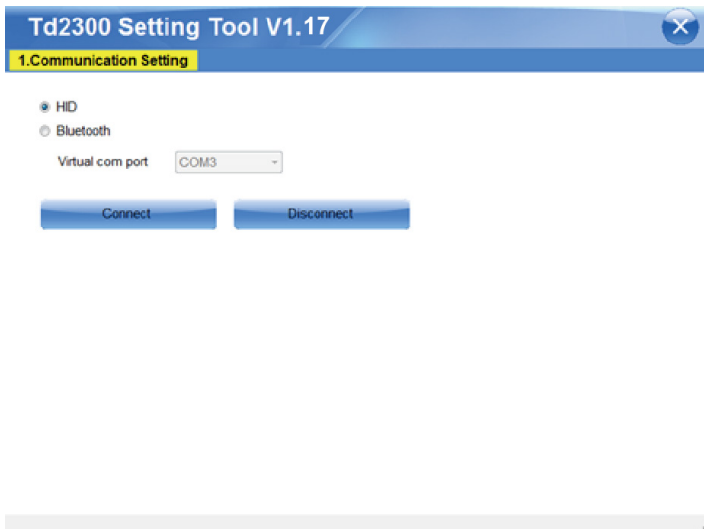 Td2300 Setting Tool V1.17
1.Communication Setting
HID
Bluetooth
Virtual com port COM3
Connect Disconnect